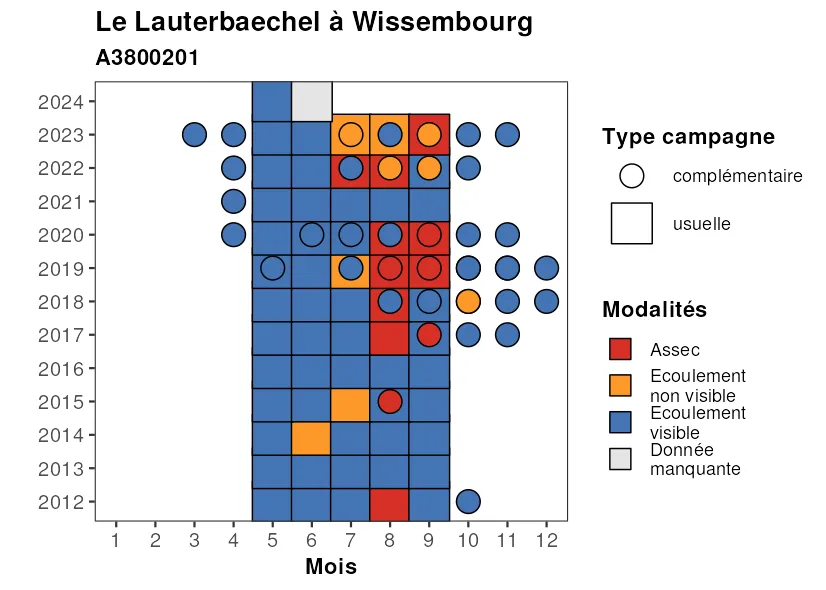 Le Lauterbaechel à Wissembourg
A3800201
2024
2023
2022
2021
2020
2019
2018
2017
2016
2015
2014
2013
2012
1 2 3 4 5 6 7 8 9 10 11 12
Mois
Type campagne
complémentaire
usuelle
Modalités
Assec
Ecoulement
non visible
Ecoulement
visible
Donnée
manquante